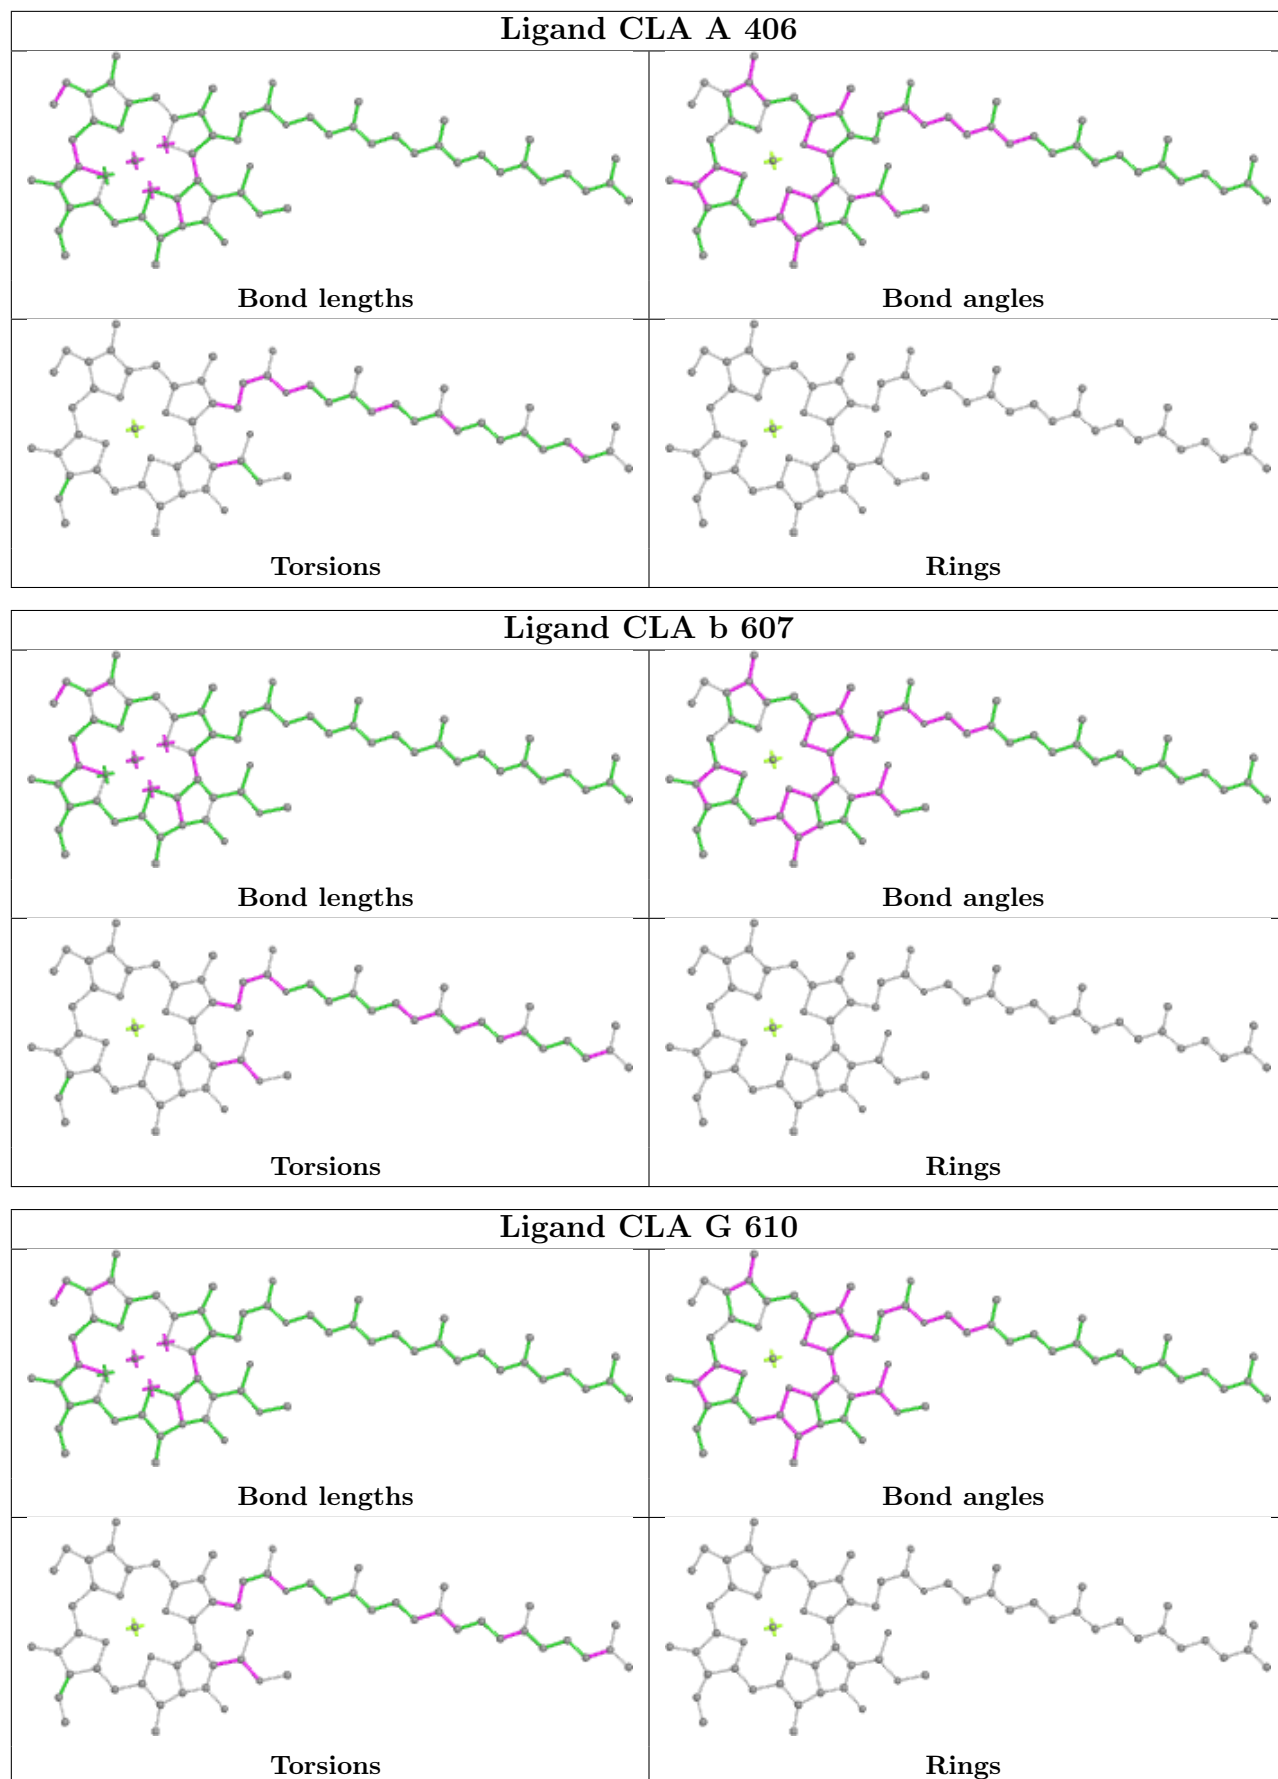 Ligand CLA A 406
Bond lengths
Bond angles
Torsions
Rings
Ligand CLA b 607
Bond lengths
Bond angles
Torsions
Rings
Ligand CLA G 610
Bond lengths
Bond angles
Torsions
Rings